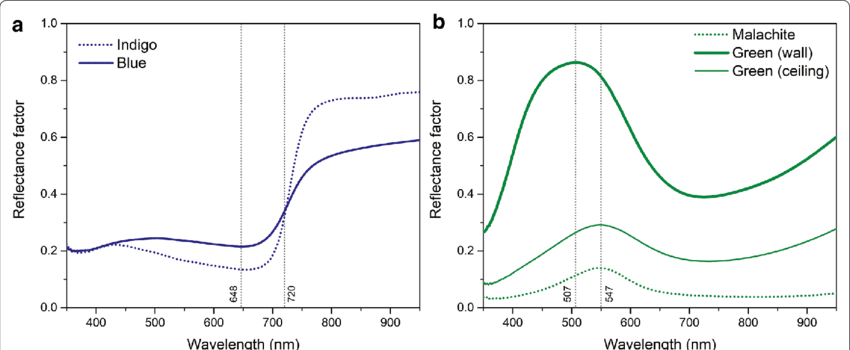 a
Indigo
Blue
Reflectance factor
1.0
0.8
0.6
0.4
0.2
0.0
648
720
400 500 600 700 800 900
Wavelength (nm)
b
Malachite
Green (wall)
Green (ceiling)
Reflectance factor
1.0
0.8
0.6
0.4
0.2
0.0
507
547
400 500 600 700 800 900
Wavelength (nm)